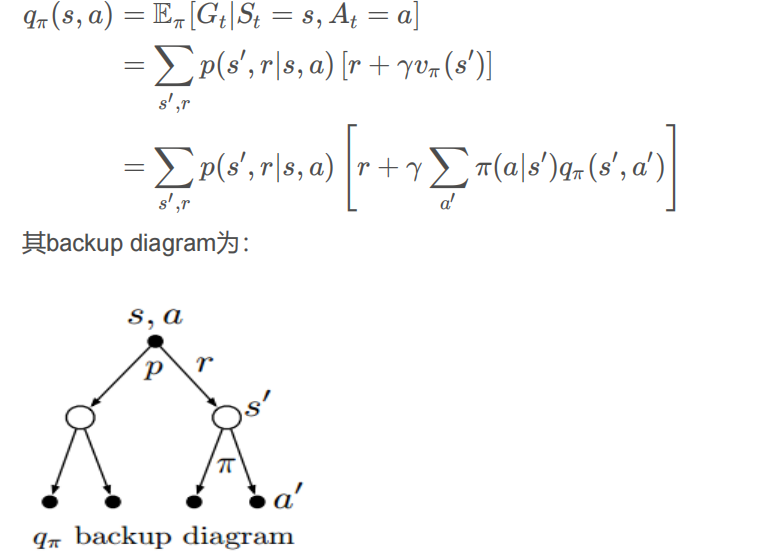 qπ(s, a) = 𝔼π[Gt|St = s, At = a]
= ∑s′,r p(s′, r|s, a) [r + γvπ(s′)]
= ∑s′,r p(s′, r|s, a) [r + γ ∑a′ π(a|s′)qπ(s′, a′)]
其backup diagram为：
s, a
p r
s′
π
a′
qπ backup diagram